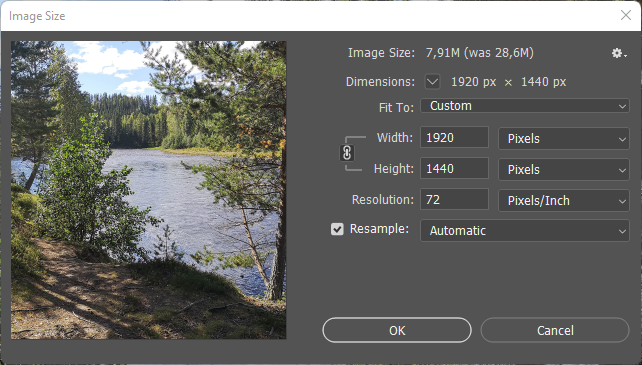 Image Size
Image Size: 7,91M (was 28,6M)
Dimensions: 1920 px × 1440 px
Fit To: Custom
Width: 1920 Pixels
Height: 1440 Pixels
Resolution: 72 Pixels/Inch
Resample: Automatic
OK Cancel